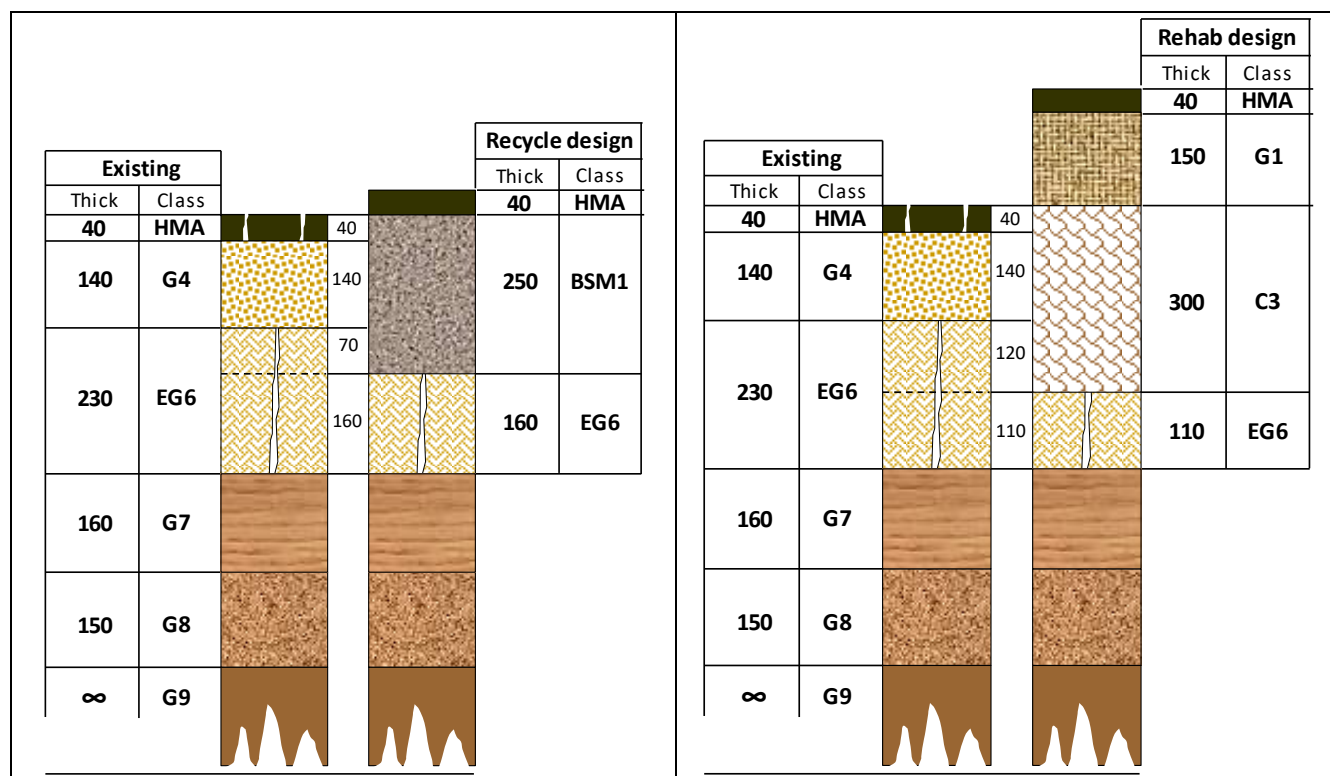 Recycle design
Thick Class
40 HMA
250 BSM1
160 EG6
Existing
Thick Class
40 HMA 40
140 G4 140
70
230 EG6
160
160 G7
150 G8
∞ G9
Rehab design
Thick Class
40 HMA
150 G1
300 C3
110 EG6
Existing
Thick Class
40 HMA 40
140 G4 140
120
230 EG6
110
160 G7
150 G8
∞ G9